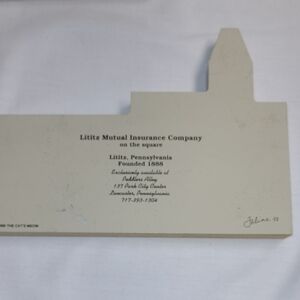 Lititz Mutual Insurance Company
on the square
Lititz, Pennsylvania
Founded 1888
Exclusively available at
Peddlers Alley
137 Park City Center
Lancaster, Pennsylvania
717-393-1304
THE CAT'S MEOW
Faline